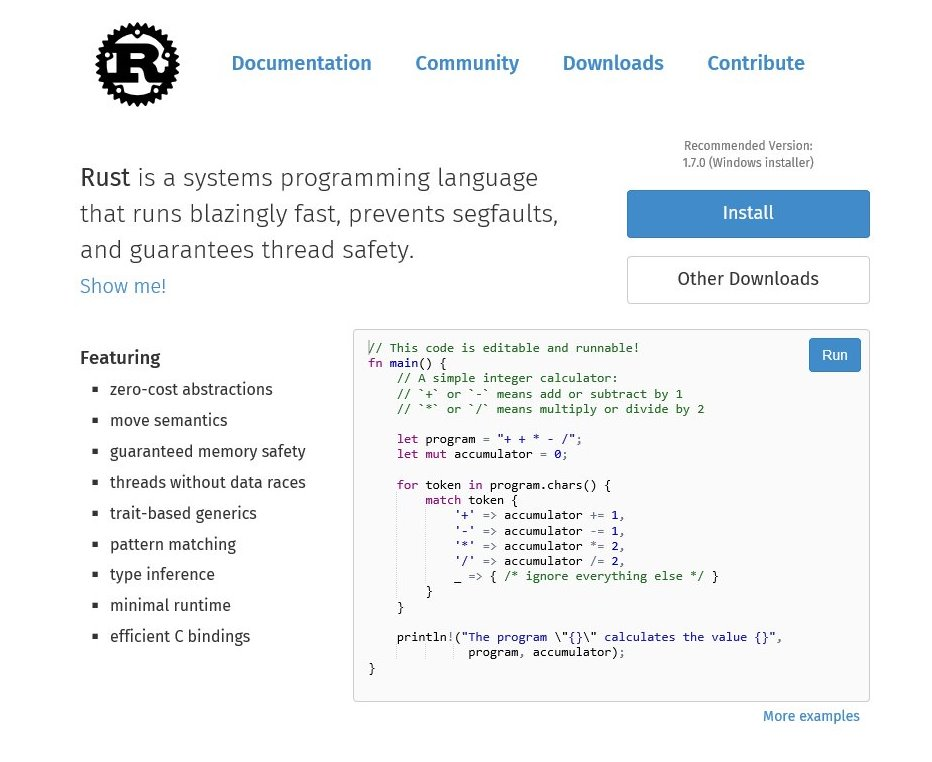 R
Documentation Community Downloads Contribute
Recommended Version:
1.7.0 (Windows installer)
Rust is a systems programming language
that runs blazingly fast, prevents segfaults,
and guarantees thread safety.
Show me!
Install
Other Downloads
Featuring
▪ zero-cost abstractions
▪ move semantics
▪ guaranteed memory safety
▪ threads without data races
▪ trait-based generics
▪ pattern matching
▪ type inference
▪ minimal runtime
▪ efficient C bindings
Run
// This code is editable and runnable!
fn main() {
    // A simple integer calculator:
    // `+` or `-` means add or subtract by 1
    // `*` or `/` means multiply or divide by 2

    let program = "+ + * - /";
    let mut accumulator = 0;

    for token in program.chars() {
        match token {
            '+' => accumulator += 1,
            '-' => accumulator -= 1,
            '*' => accumulator *= 2,
            '/' => accumulator /= 2,
            _ => { /* ignore everything else */ }
        }
    }

    println!("The program \"{}\" calculates the value {}",
              program, accumulator);
}
More examples